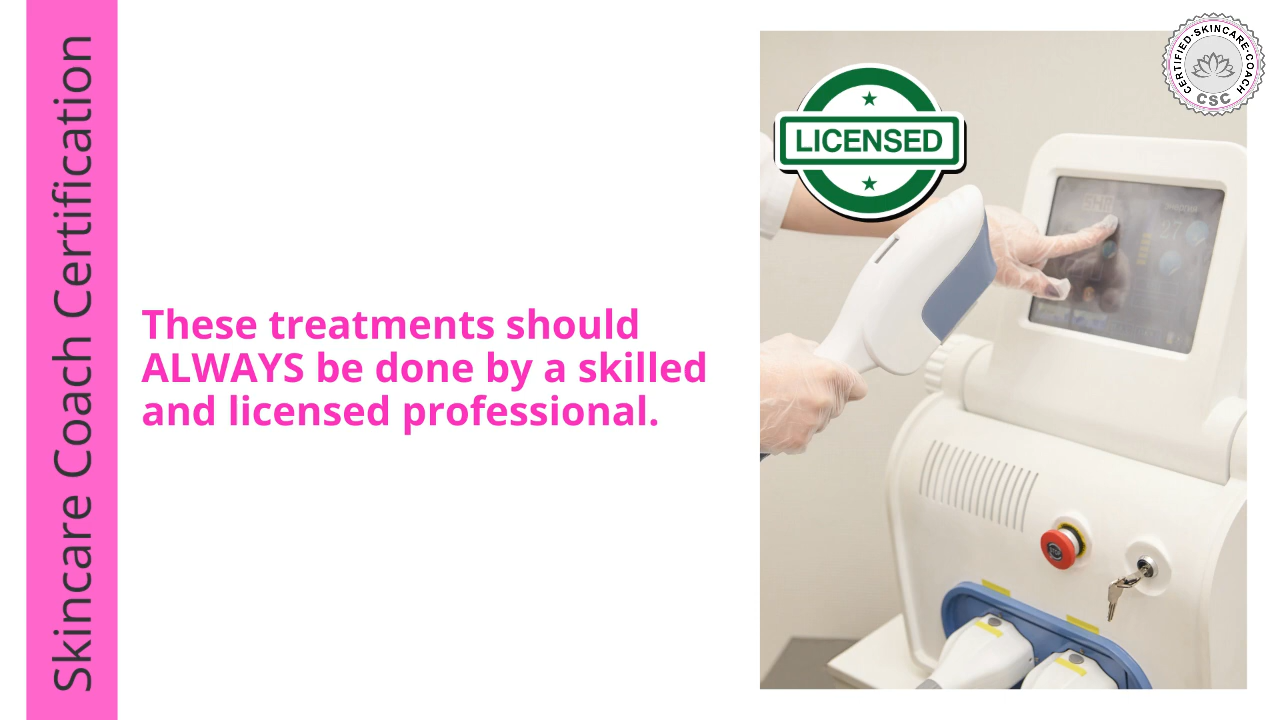 Skincare Coach Certification
These treatments should
ALWAYS be done by a skilled
and licensed professional.
LICENSED
CERTIFIED-SKINCARE-COACH
CSC